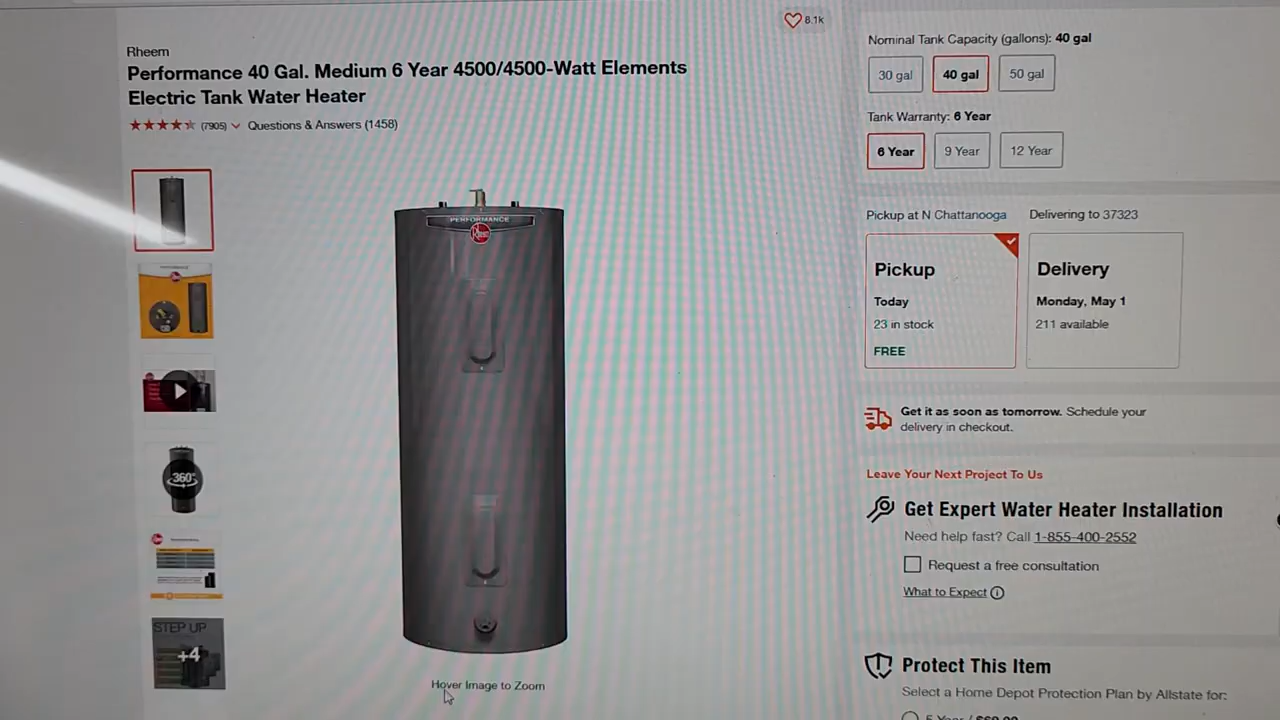 8.1k
Rheem
Performance 40 Gal. Medium 6 Year 4500/4500-Watt Elements
Electric Tank Water Heater
(7905) Questions & Answers (1458)
PERFORMANCE
Rheem
360°
STEP UP
+4
Hover Image to Zoom
Nominal Tank Capacity (gallons): 40 gal
30 gal 40 gal 50 gal
Tank Warranty: 6 Year
6 Year 9 Year 12 Year
Pickup at N Chattanooga Delivering to 37323
Pickup
Today
23 in stock
FREE
Delivery
Monday, May 1
211 available
Get it as soon as tomorrow. Schedule your
delivery in checkout.
Leave Your Next Project To Us
Get Expert Water Heater Installation
Need help fast? Call 1-855-400-2552
Request a free consultation
What to Expect
Protect This Item
Select a Home Depot Protection Plan by Allstate for:
5 Year / $69.00